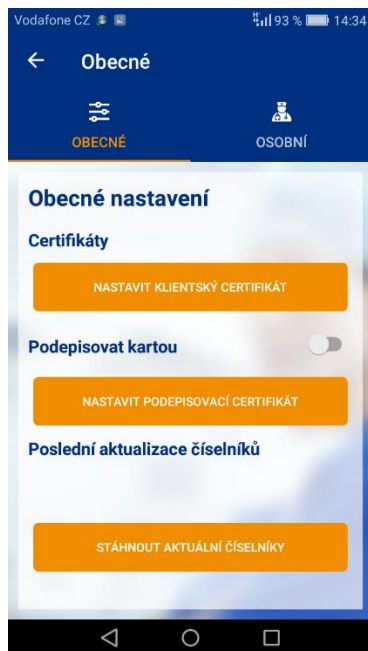 Vodafone CZ 93 % 14:34
Obecné
OBECNÉ OSOBNÍ
Obecné nastavení
Certifikáty
NASTAVIT KLIENTSKÝ CERTIFIKÁT
Podepisovat kartou
NASTAVIT PODEPISOVACÍ CERTIFIKÁT
Poslední aktualizace číselníků
STÁHNOUT AKTUÁLNÍ ČÍSELNÍKY